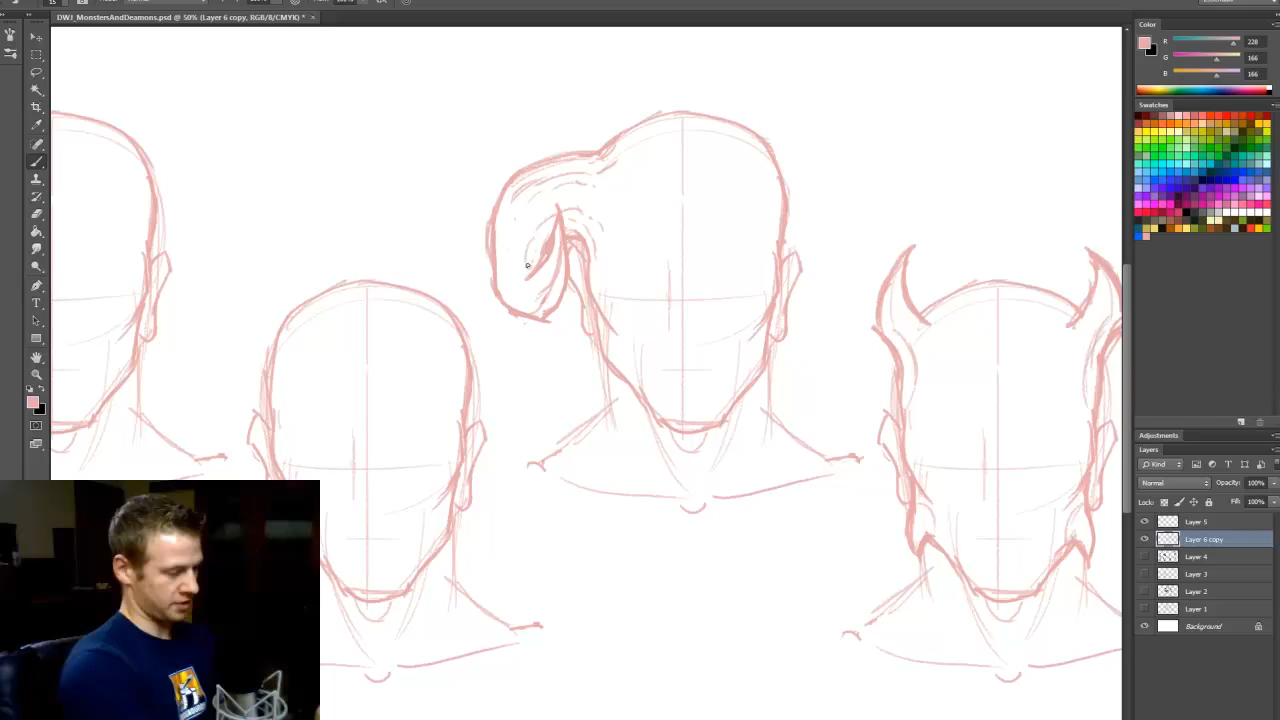 DWJ_MonstersAndDeamons.psd @ 50% (Layer 6 copy, RGB/8/CMYK) * ×
Color
R 228
G 166
B 166
Swatches
Adjustments
Layers
Kind
Normal Opacity: 100%
Lock: Fill: 100%
Layer 5
Layer 6 copy
Layer 4
Layer 3
Layer 2
Layer 1
Background